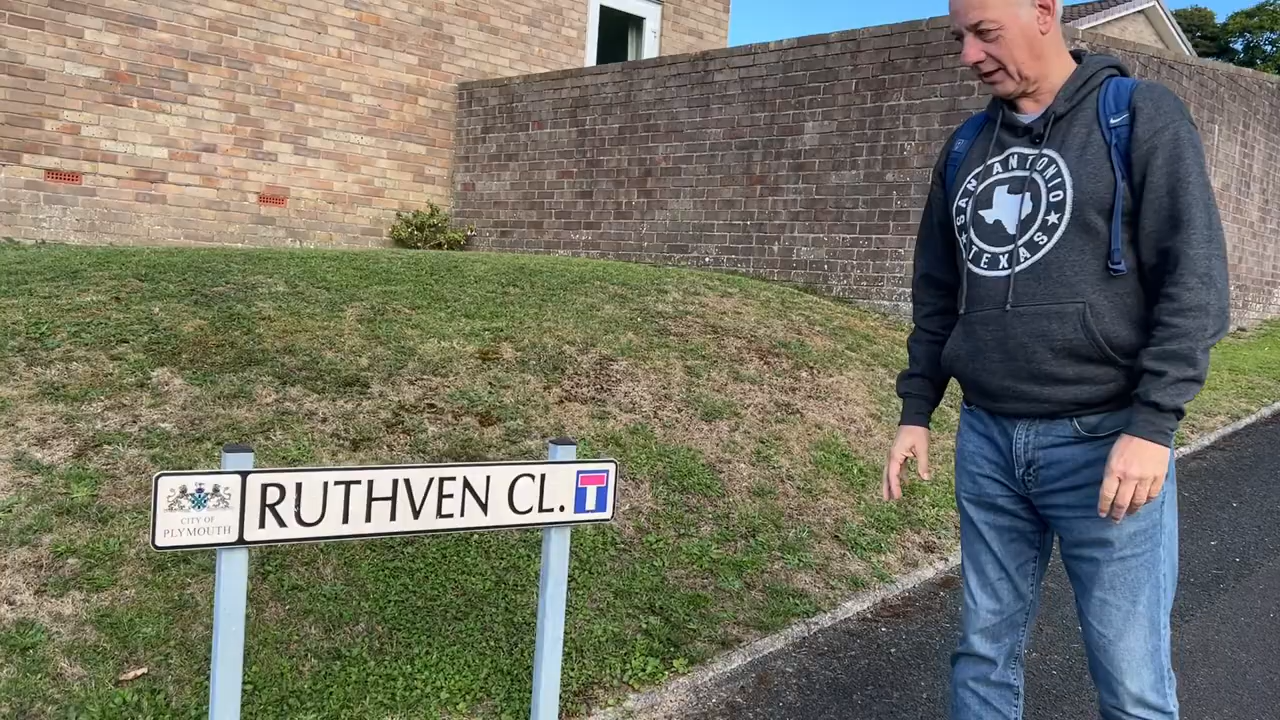 CITY OF
PLYMOUTH
RUTHVEN CL.
SAN ANTONIO
TEXAS